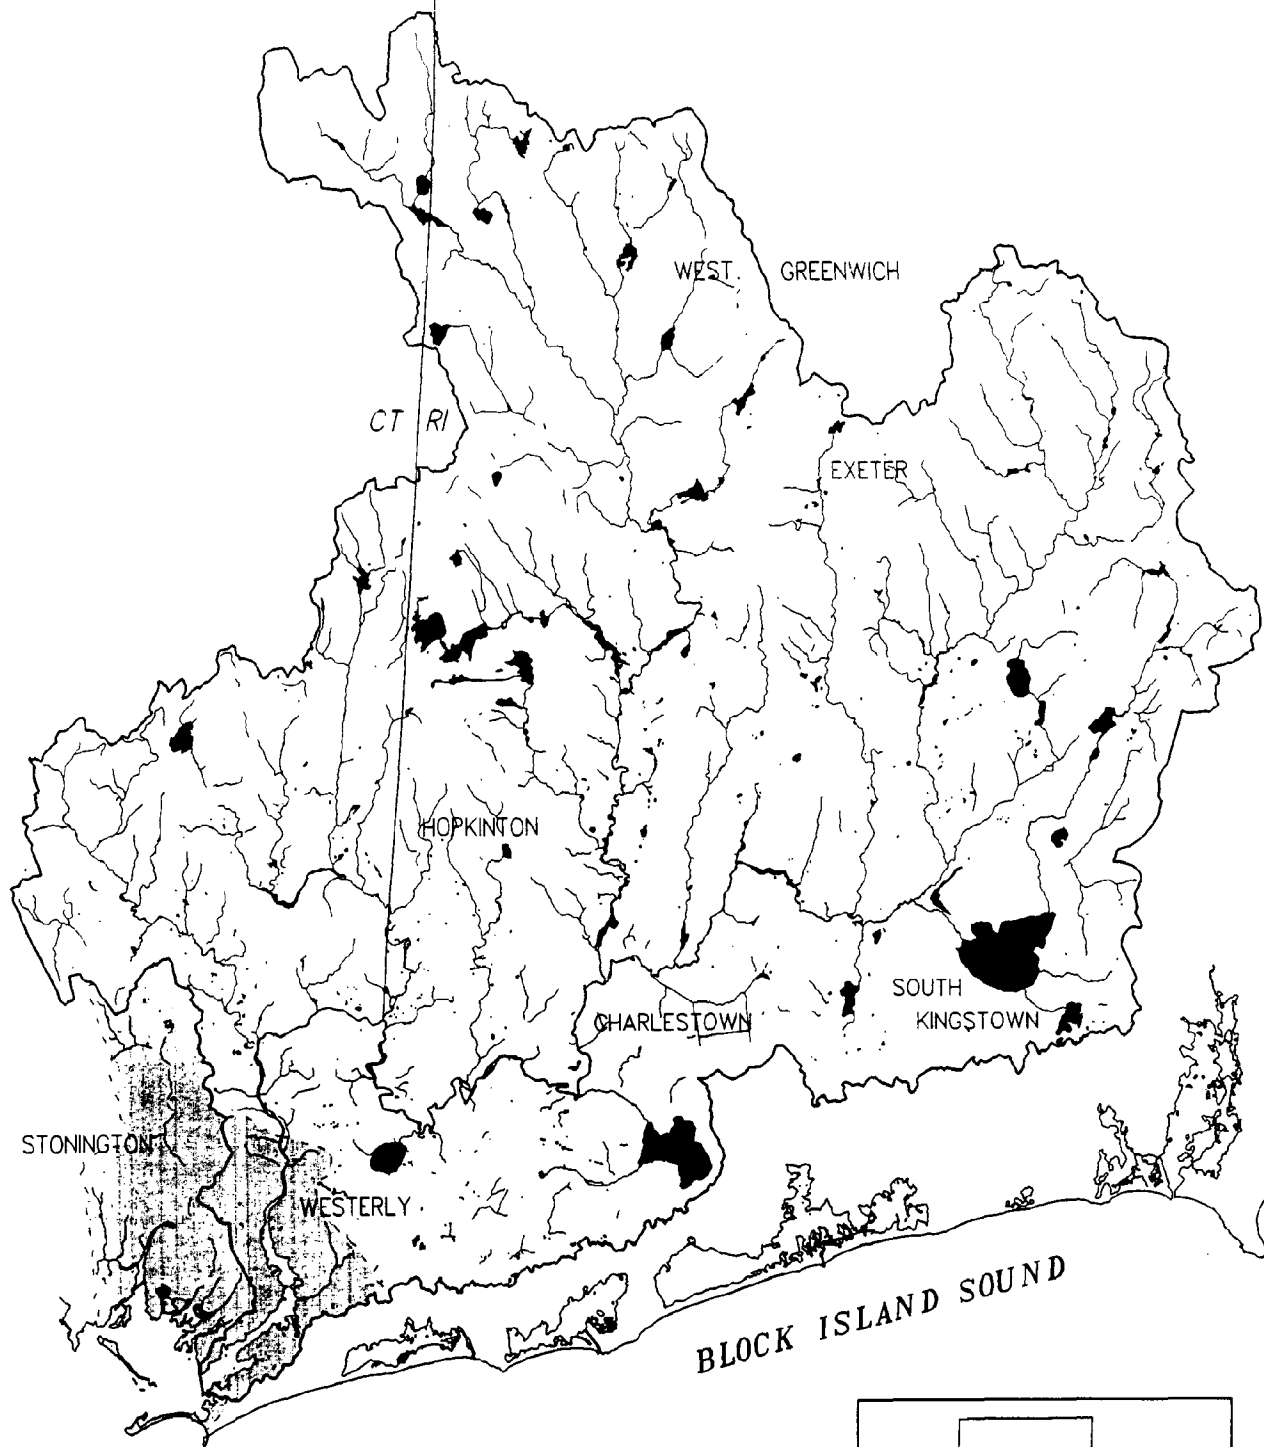 WEST GREENWICH
CT RI
EXETER
HOPKINTON
SOUTH
KINGSTOWN
CHARLESTOWN
STONINGTON
WESTERLY
BLOCK ISLAND SOUND